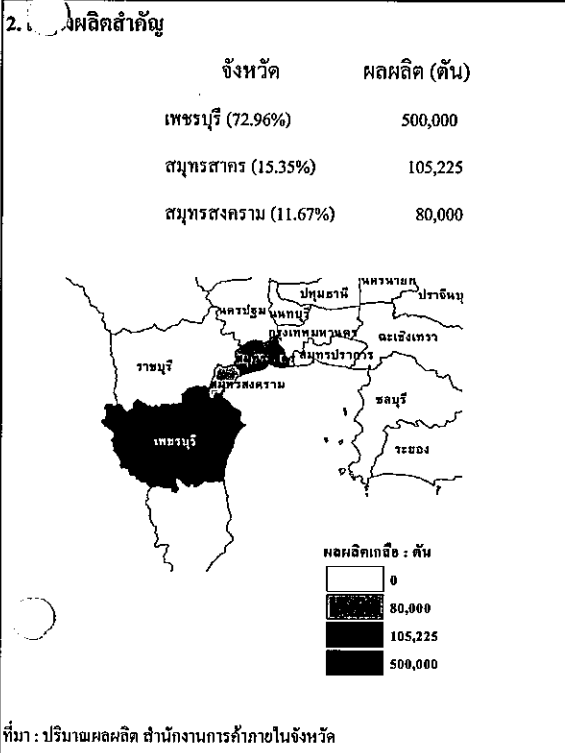 2. ผลิตสำคัญ
จังหวัด ผลผลิต (ตัน)
เพชรบุรี (72.96%) 500,000
สมุทรสาคร (15.35%) 105,225
สมุทรสงคราม (11.67%) 80,000
นครนายก
ปทุมธานี
ปราจีนบุ
นครปฐม นนทบุรี
กรุงเทพมหานคร
ฉะเชิงเทรา
สมุทรปราการ
ราชบุรี
สมุทรสงคราม
ชลบุรี
เพชรบุรี
ระยอง
ผลผลิตเกลือ : ตัน
0
80,000
105,225
500,000
ที่มา : ปริมาณผลผลิต สำนักงานการค้าภายในจังหวัด